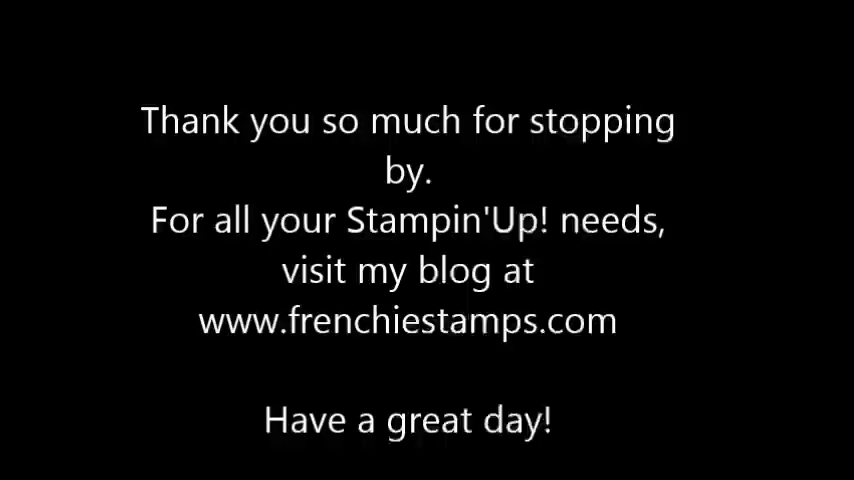 Thank you so much for stopping
by.
For all your Stampin'Up! needs,
visit my blog at
www.frenchiestamps.com
Have a great day!